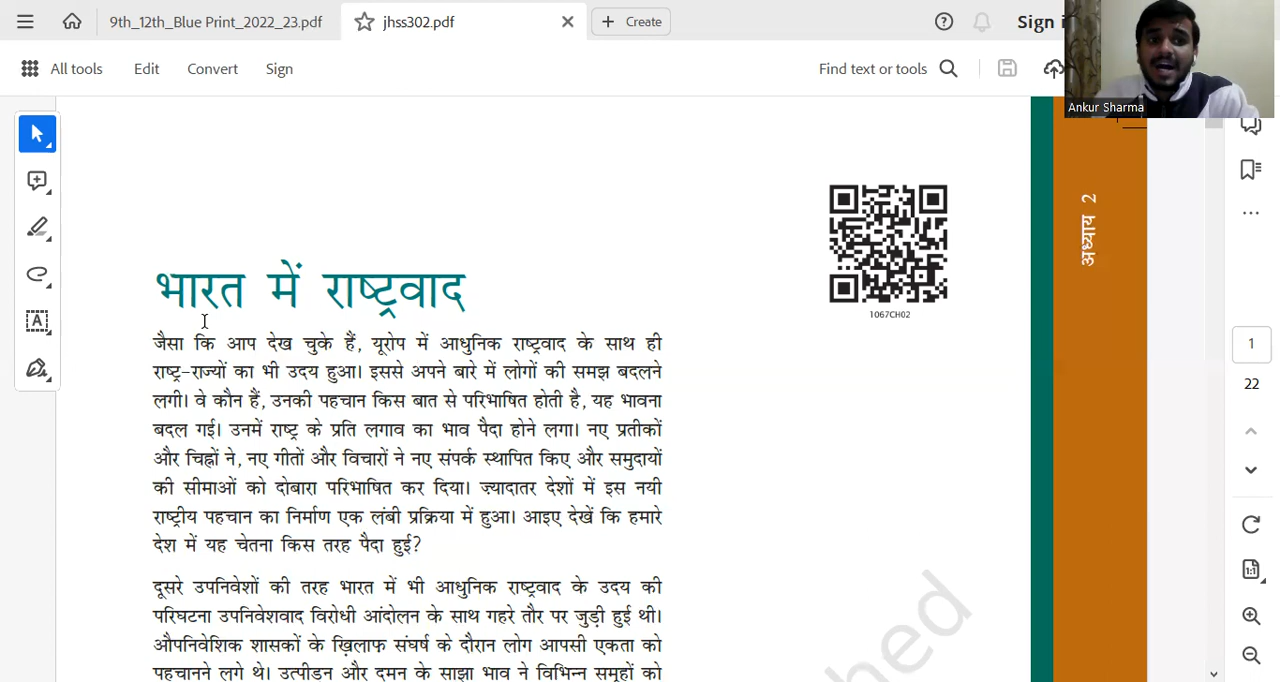 9th_12th_Blue Print_2022_23.pdf
jhss302.pdf
Create
Sign
All tools
Edit
Convert
Sign
Find text or tools
Ankur Sharma
1067CH02
अध्याय 2
भारत में राष्ट्रवाद
जैसा कि आप देख चुके हैं, यूरोप में आधुनिक राष्ट्रवाद के साथ ही
राष्ट्र-राज्यों का भी उदय हुआ। इससे अपने बारे में लोगों की समझ बदलने
लगी। वे कौन हैं, उनकी पहचान किस बात से परिभाषित होती है, यह भावना
बदल गई। उनमें राष्ट्र के प्रति लगाव का भाव पैदा होने लगा। नए प्रतीकों
और चिह्नों ने, नए गीतों और विचारों ने नए संपर्क स्थापित किए और समुदायों
की सीमाओं को दोबारा परिभाषित कर दिया। ज़्यादातर देशों में इस नयी
राष्ट्रीय पहचान का निर्माण एक लंबी प्रक्रिया में हुआ। आइए देखें कि हमारे
देश में यह चेतना किस तरह पैदा हुई?
दूसरे उपनिवेशों की तरह भारत में भी आधुनिक राष्ट्रवाद के उदय की
परिघटना उपनिवेशवाद विरोधी आंदोलन के साथ गहरे तौर पर जुड़ी हुई थी।
औपनिवेशिक शासकों के ख़िलाफ संघर्ष के दौरान लोग आपसी एकता को
पहचानने लगे थे। उत्पीडन और दमन के साझा भाव ने विभिन्न समूहों को
1
22
1:1